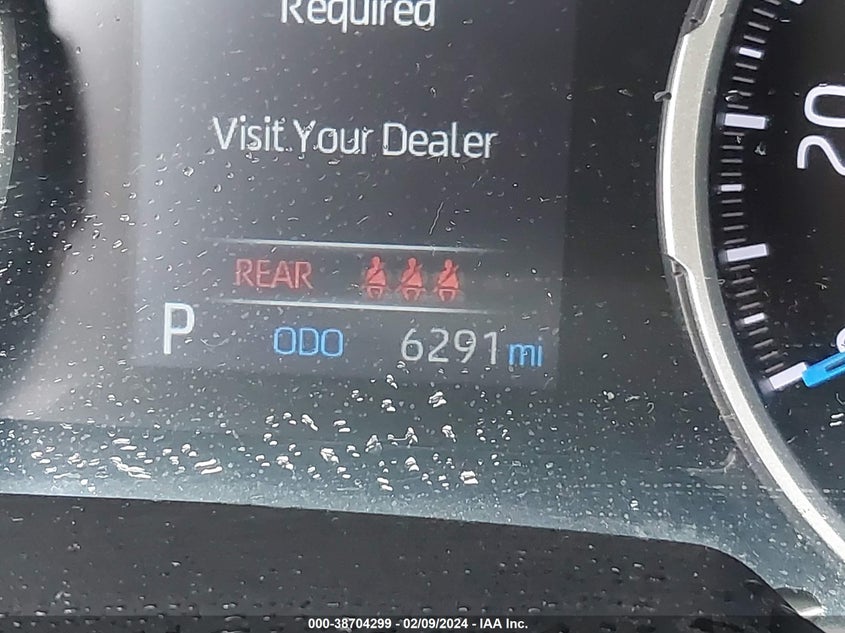 Required
Visit Your Dealer
20
REAR
P ODO 6291 mi
000-38704299 - 02/09/2024 - IAA Inc.